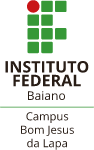 INSTITUTO
FEDERAL
Baiano
Campus
Bom Jesus
da Lapa